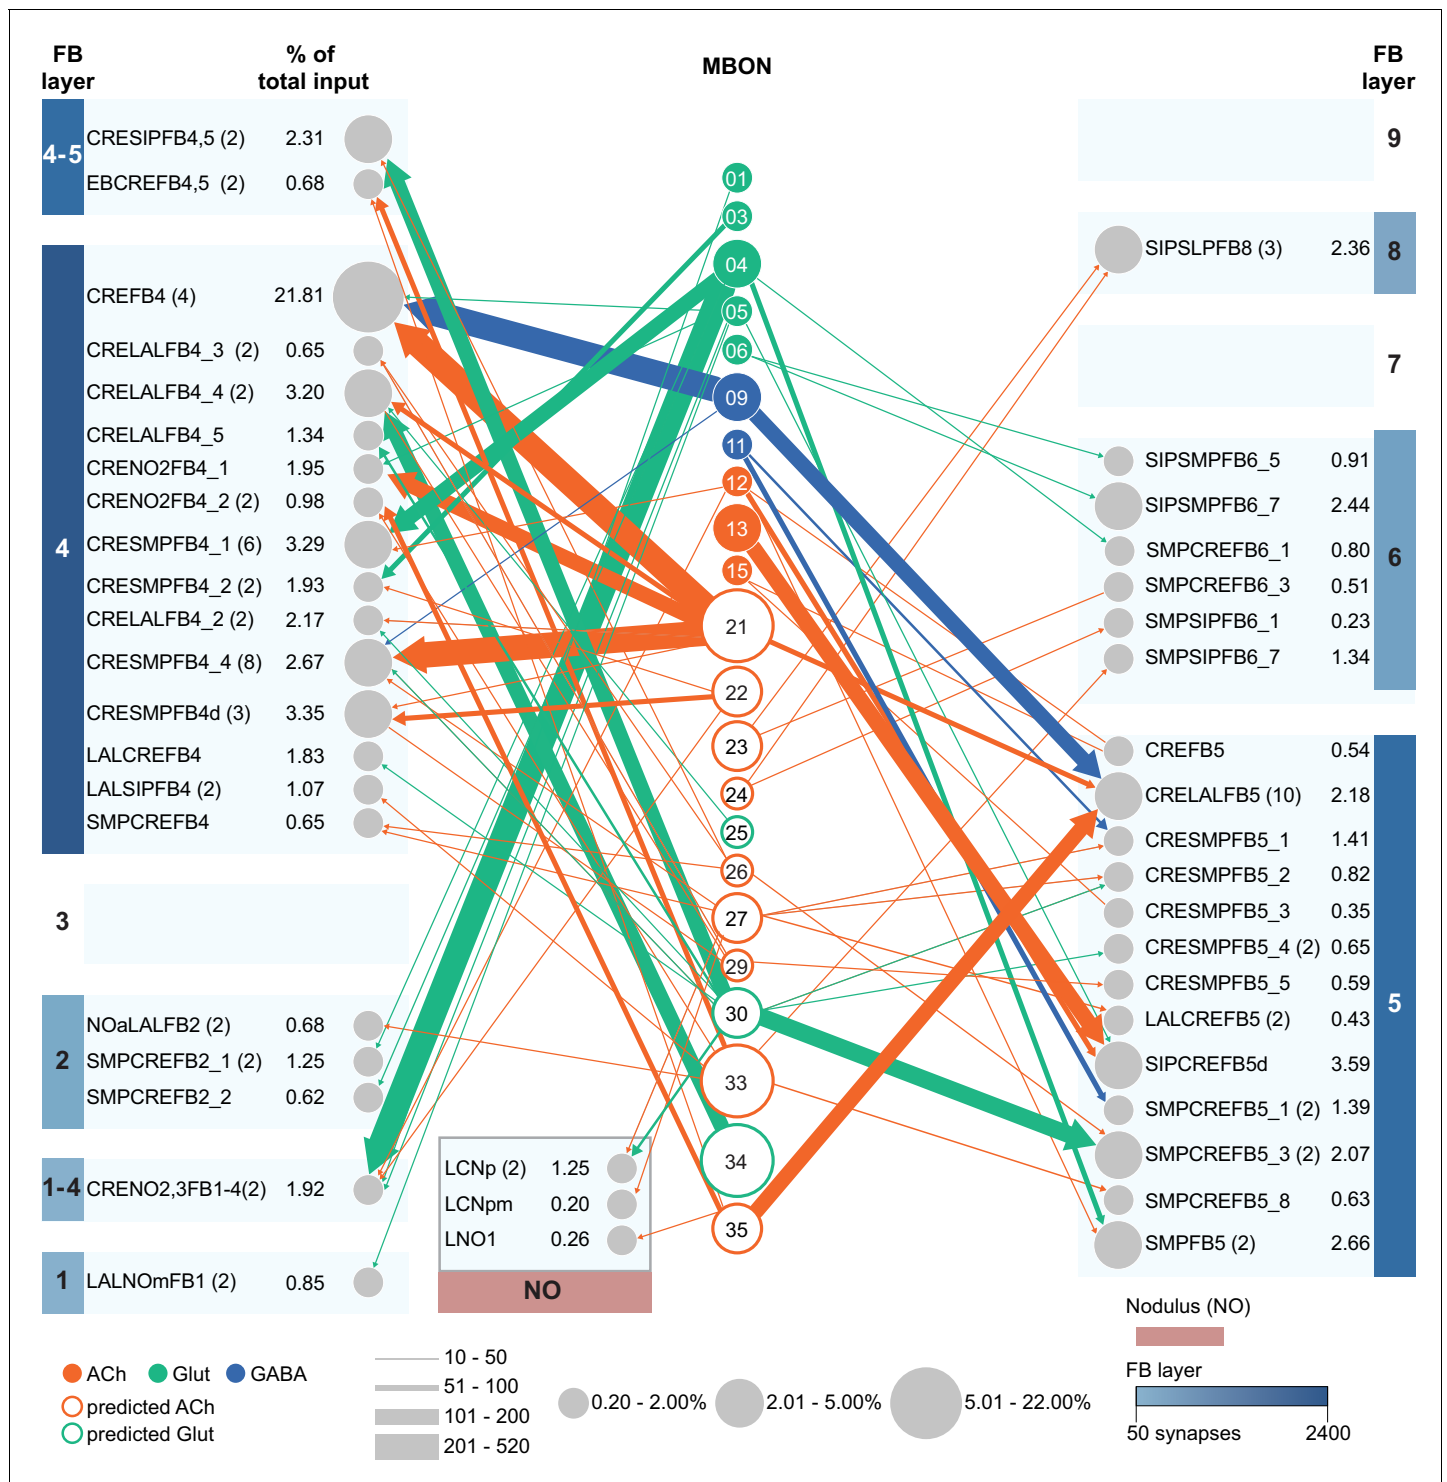 FB layer
% of total input
MBON
FB layer
4-5
CRESIPFB4,5 (2) 2.31
EBCREFB4,5 (2) 0.68
4
CREFB4 (4) 21.81
CRELALFB4_3 (2) 0.65
CRELALFB4_4 (2) 3.20
CRELALFB4_5 1.34
CRENO2FB4_1 1.95
CRENO2FB4_2 (2) 0.98
CRESMPFB4_1 (6) 3.29
CRESMPFB4_2 (2) 1.93
CRELALFB4_2 (2) 2.17
CRESMPFB4_4 (8) 2.67
CRESMPFB4d (3) 3.35
LALCREFB4 1.83
LALSIPFB4 (2) 1.07
SMPCREFB4 0.65
3
2
NOaLALFB2 (2) 0.68
SMPCREFB2_1 (2) 1.25
SMPCREFB2_2 0.62
1-4
CRENO2,3FB1-4(2) 1.92
1
LALNOmFB1 (2) 0.85
01
03
04
05
06
09
11
12
13
15
21
22
23
24
25
26
27
29
30
33
34
35
LCNp (2) 1.25
LCNpm 0.20
LNO1 0.26
NO
9
SIPSLPFB8 (3) 2.36
8
7
SIPSMPFB6_5 0.91
SIPSMPFB6_7 2.44
SMPCREFB6_1 0.80
SMPCREFB6_3 0.51
SMPSIPFB6_1 0.23
SMPSIPFB6_7 1.34
6
CREFB5 0.54
CRELALFB5 (10) 2.18
CRESMPFB5_1 1.41
CRESMPFB5_2 0.82
CRESMPFB5_3 0.35
CRESMPFB5_4 (2) 0.65
CRESMPFB5_5 0.59
LALCREFB5 (2) 0.43
SIPCREFB5d 3.59
SMPCREFB5_1 (2) 1.39
SMPCREFB5_3 (2) 2.07
SMPCREFB5_8 0.63
SMPFB5 (2) 2.66
5
ACh Glut GABA
predicted ACh
predicted Glut
10 - 50
51 - 100
101 - 200
201 - 520
0.20 - 2.00% 2.01 - 5.00% 5.01 - 22.00%
Nodulus (NO)
FB layer
50 synapses 2400